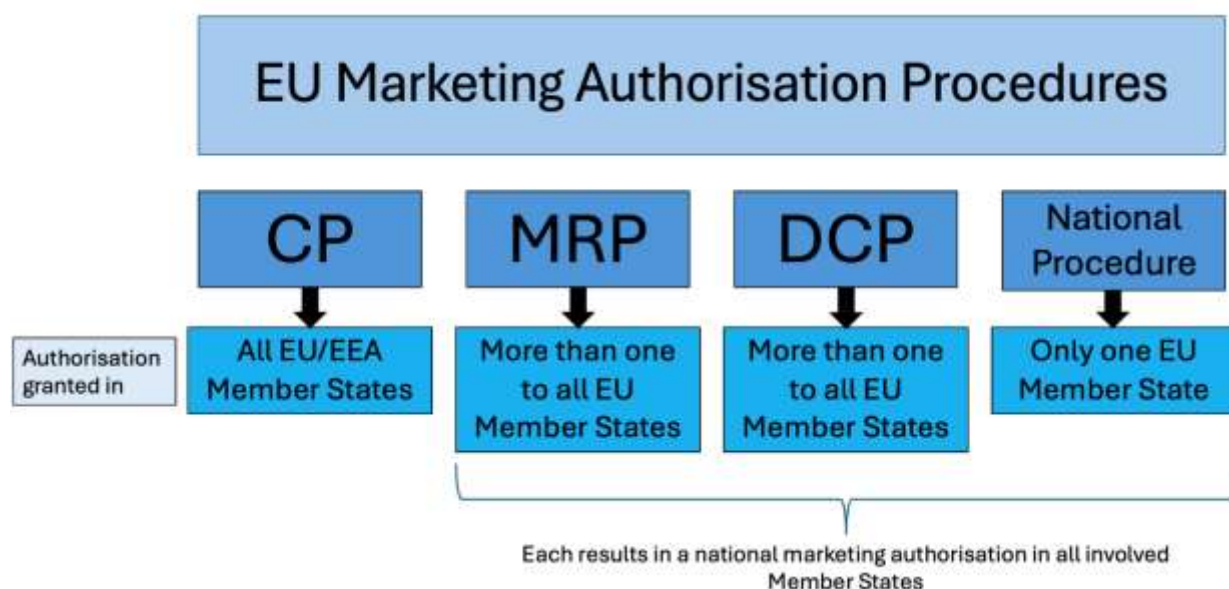 EU Marketing Authorisation Procedures
CP
MRP
DCP
National
Procedure
Authorisation
granted in
All EU/EEA
Member States
More than one
to all EU
Member States
More than one
to all EU
Member States
Only one EU
Member State
Each results in a national marketing authorisation in all involved
Member States